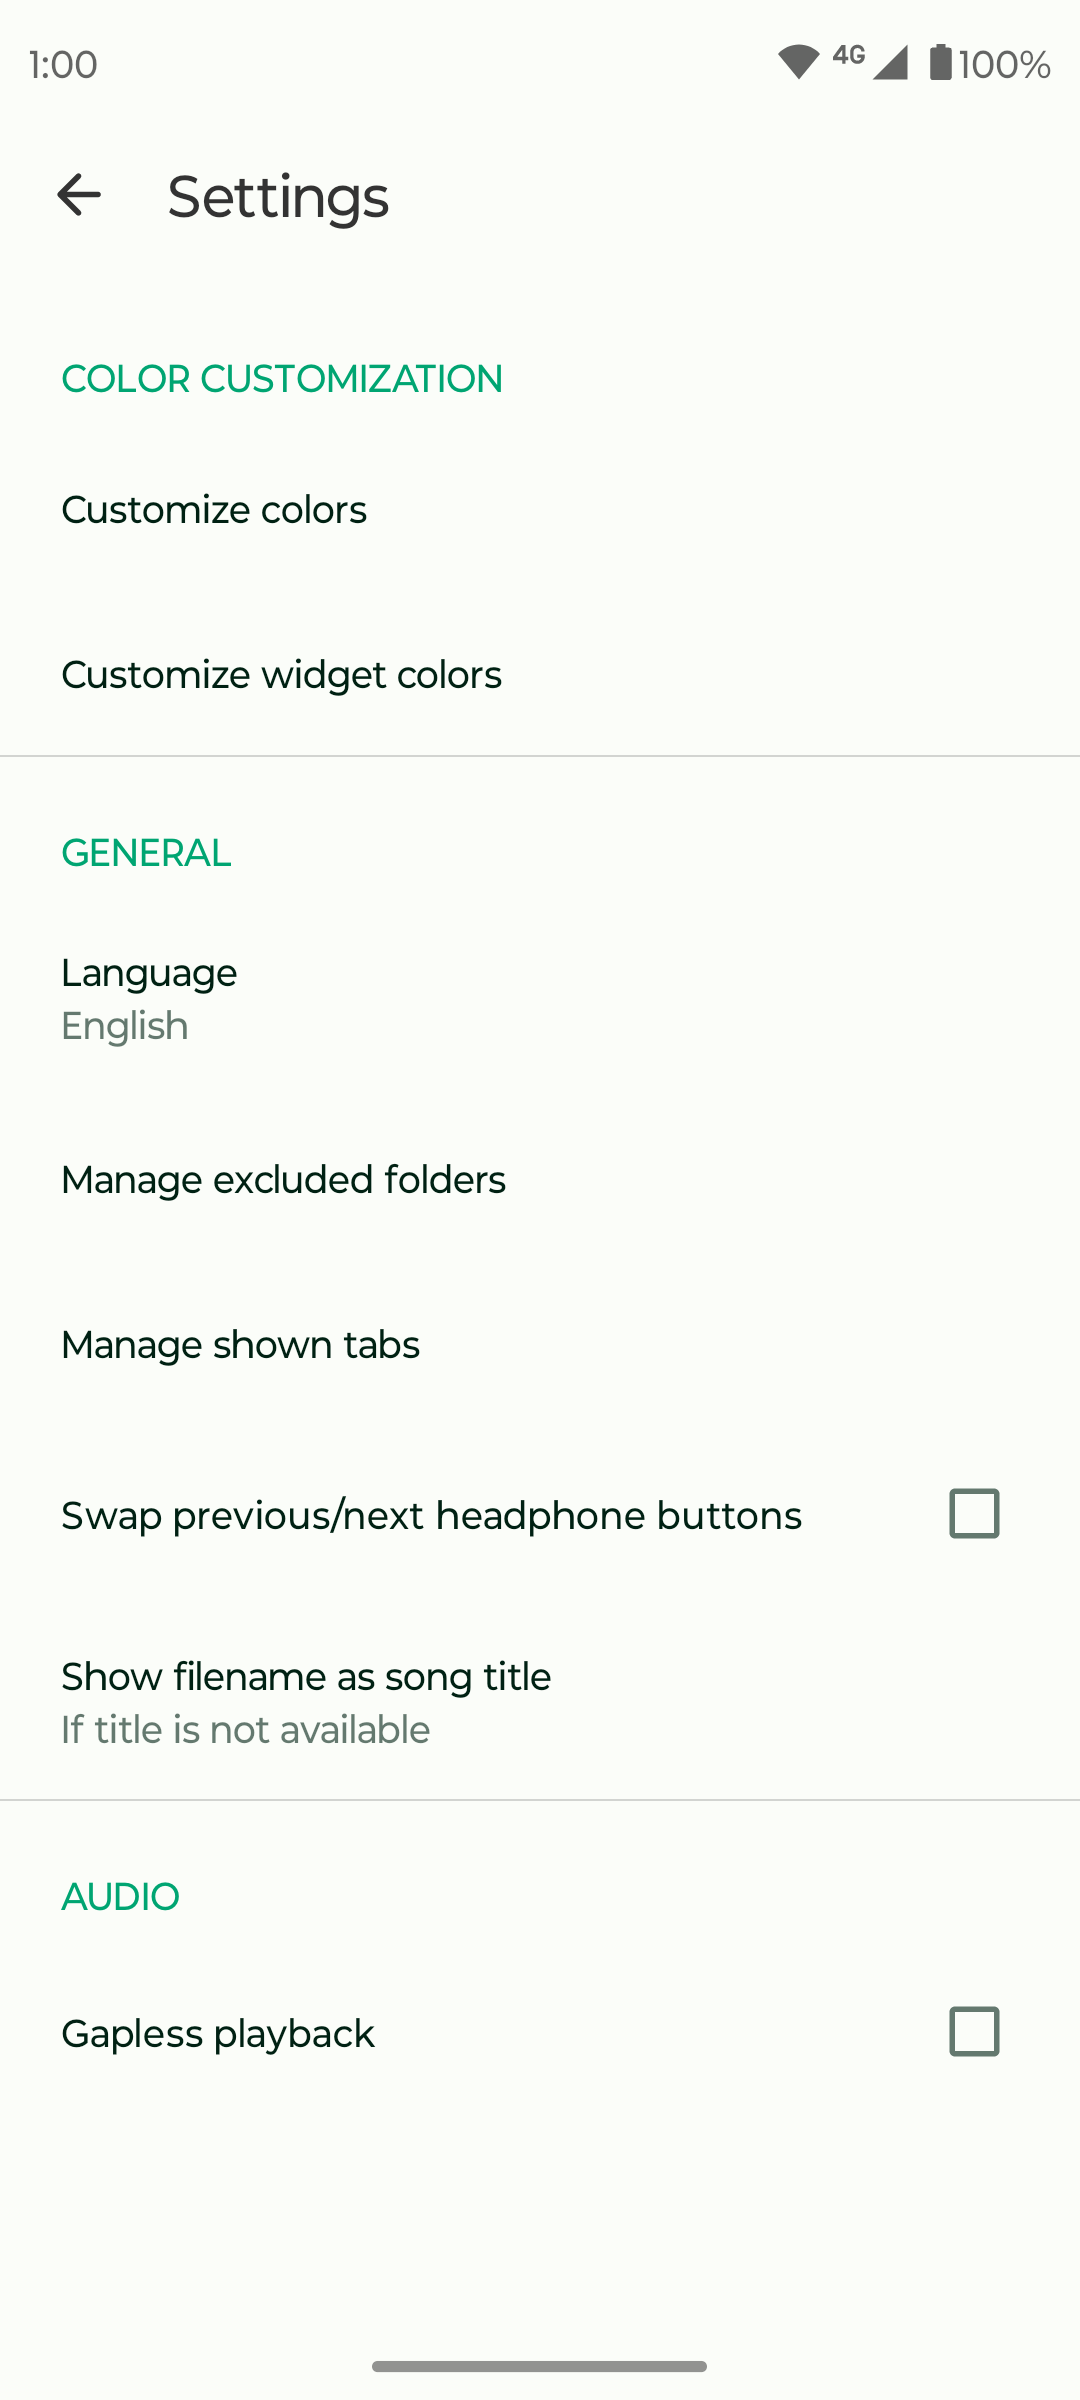 1:00 4G 100%
Settings
COLOR CUSTOMIZATION
Customize colors
Customize widget colors
GENERAL
Language
English
Manage excluded folders
Manage shown tabs
Swap previous/next headphone buttons
Show filename as song title
If title is not available
AUDIO
Gapless playback